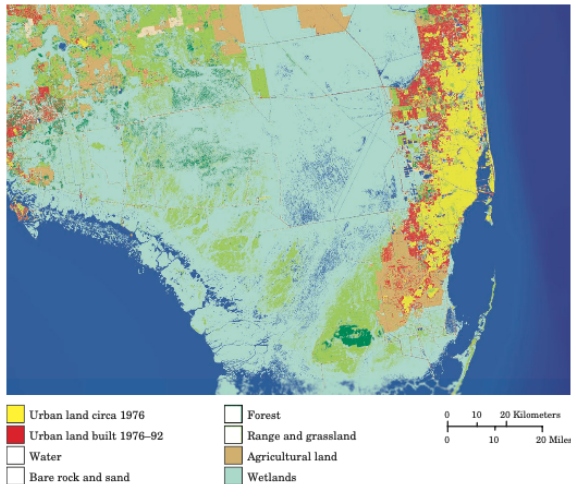 Urban land circa 1976
Urban land built 1976–92
Water
Bare rock and sand
Forest
Range and grassland
Agricultural land
Wetlands
0 10 20 Kilometers
0 10 20 Miles